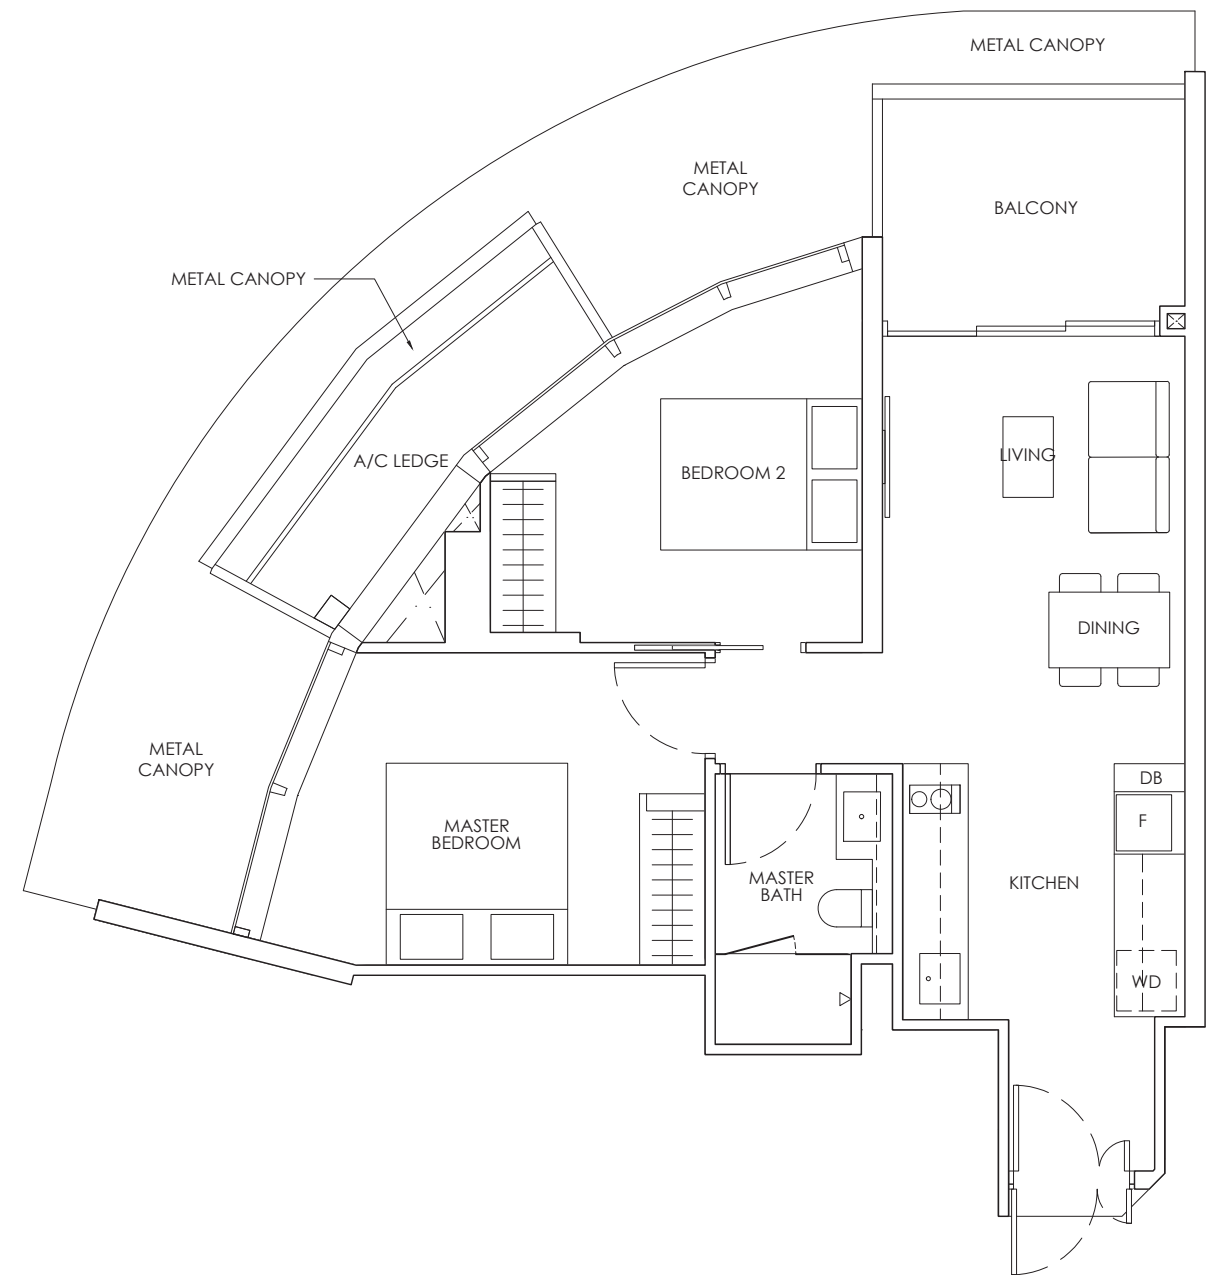 METAL CANOPY
METAL
CANOPY
BALCONY
METAL CANOPY
A/C LEDGE
BEDROOM 2
LIVING
DINING
METAL
CANOPY
DB
F
MASTER
BEDROOM
MASTER
BATH
KITCHEN
WD